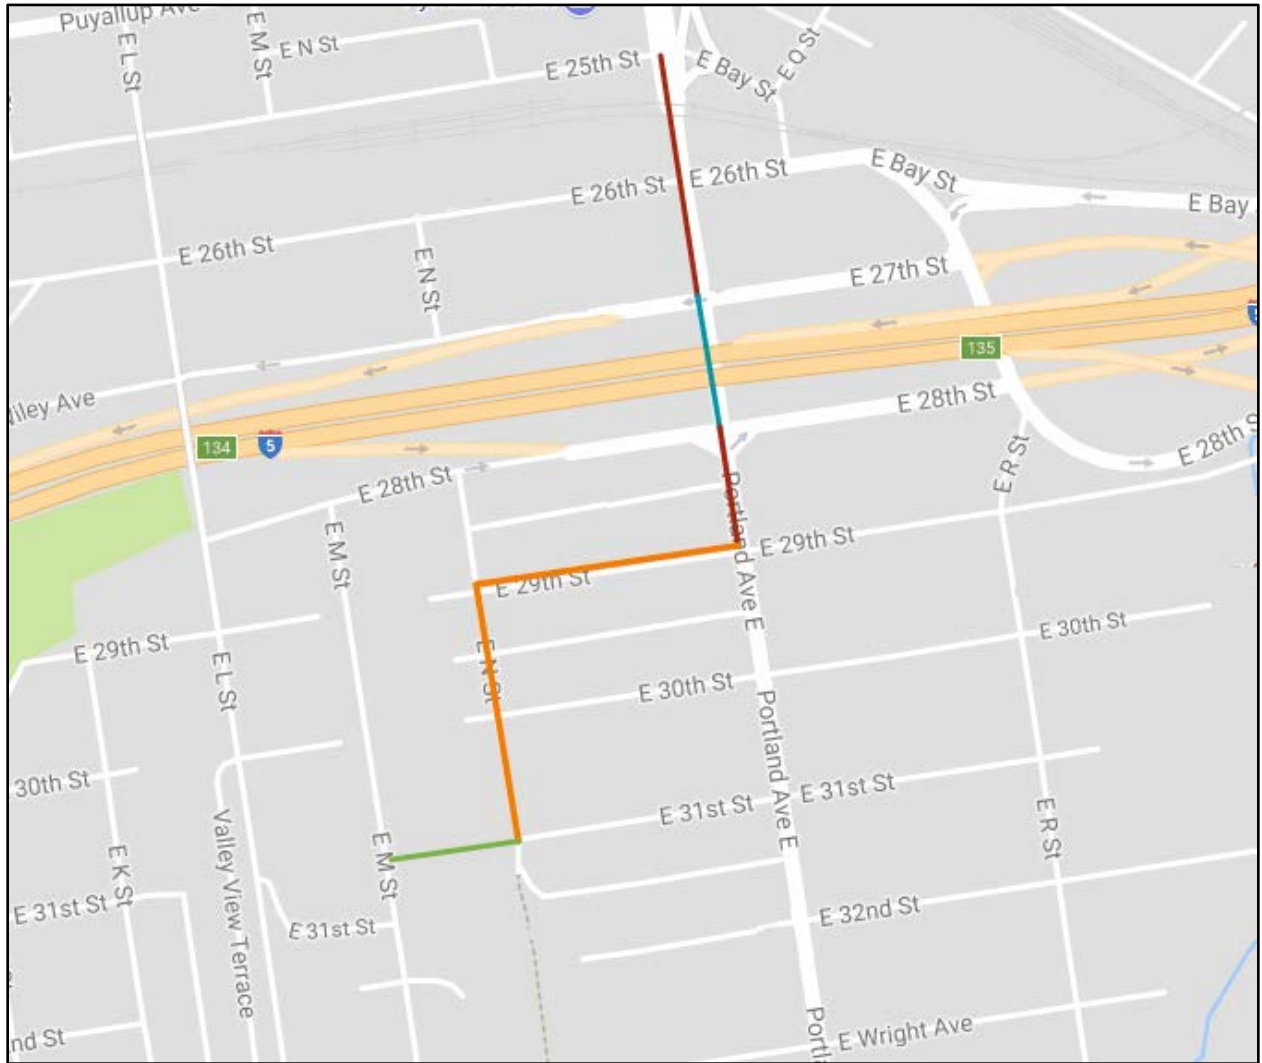 Puyallup Ave
E L St
E M St
E N St
E 25th St
E Bay St
E Q St
E 26th St
E 26th St
E Bay St
E Bay
E 26th St
E N St
E 27th St
135
E 28th St
134
5
E 28th St
E R St
E 28th S
E M St
Portland Ave E
E 29th St
E 29th St
E 29th St
E L St
E N St
E 30th St
E 30th St
Portland Ave E
30th St
E 31st St
E 31st St
E R St
Valley View Terrace
E M St
E K St
E 31st St
E 31st St
E 32nd St
nd St
E Wright Ave